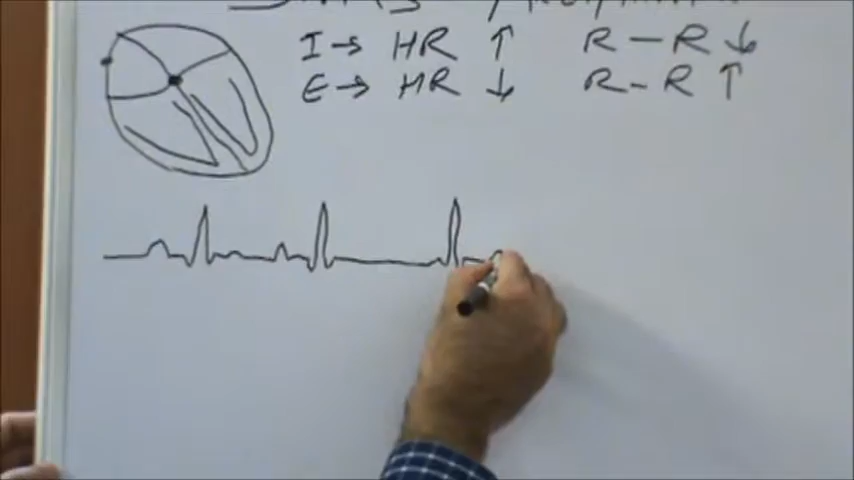 I → HR ↑ R - R ↓
E → HR ↓ R - R ↑